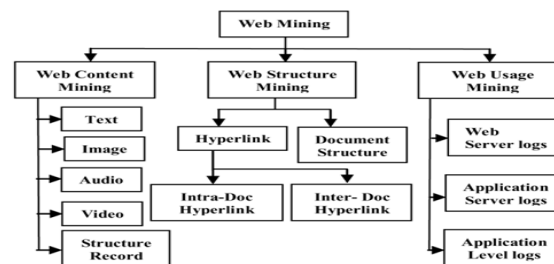 Web Mining
Web Content
Mining
Web Structure
Mining
Web Usage
Mining
Text
Image
Audio
Video
Structure
Record
Hyperlink
Document
Structure
Intra-Doc
Hyperlink
Inter- Doc
Hyperlink
Web
Server logs
Application
Server logs
Application
Level logs